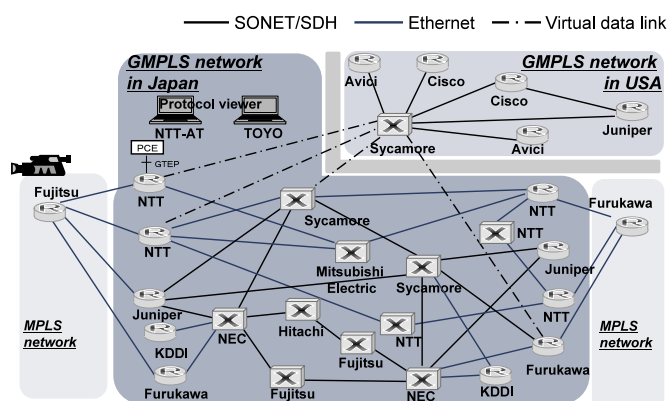 SONET/SDH
Ethernet
Virtual data link
GMPLS network
in Japan
GMPLS network
in USA
Avici
Cisco
Cisco
Protocol viewer
NTT-AT
TOYO
Sycamore
Avici
Juniper
PCE
GTEP
Fujitsu
NTT
Sycamore
NTT
Furukawa
NTT
NTT
Mitsubishi
Electric
Sycamore
Juniper
Juniper
NTT
MPLS
network
KDDI
NEC
Hitachi
NTT
Fujitsu
Furukawa
MPLS
network
Furukawa
Fujitsu
NEC
KDDI